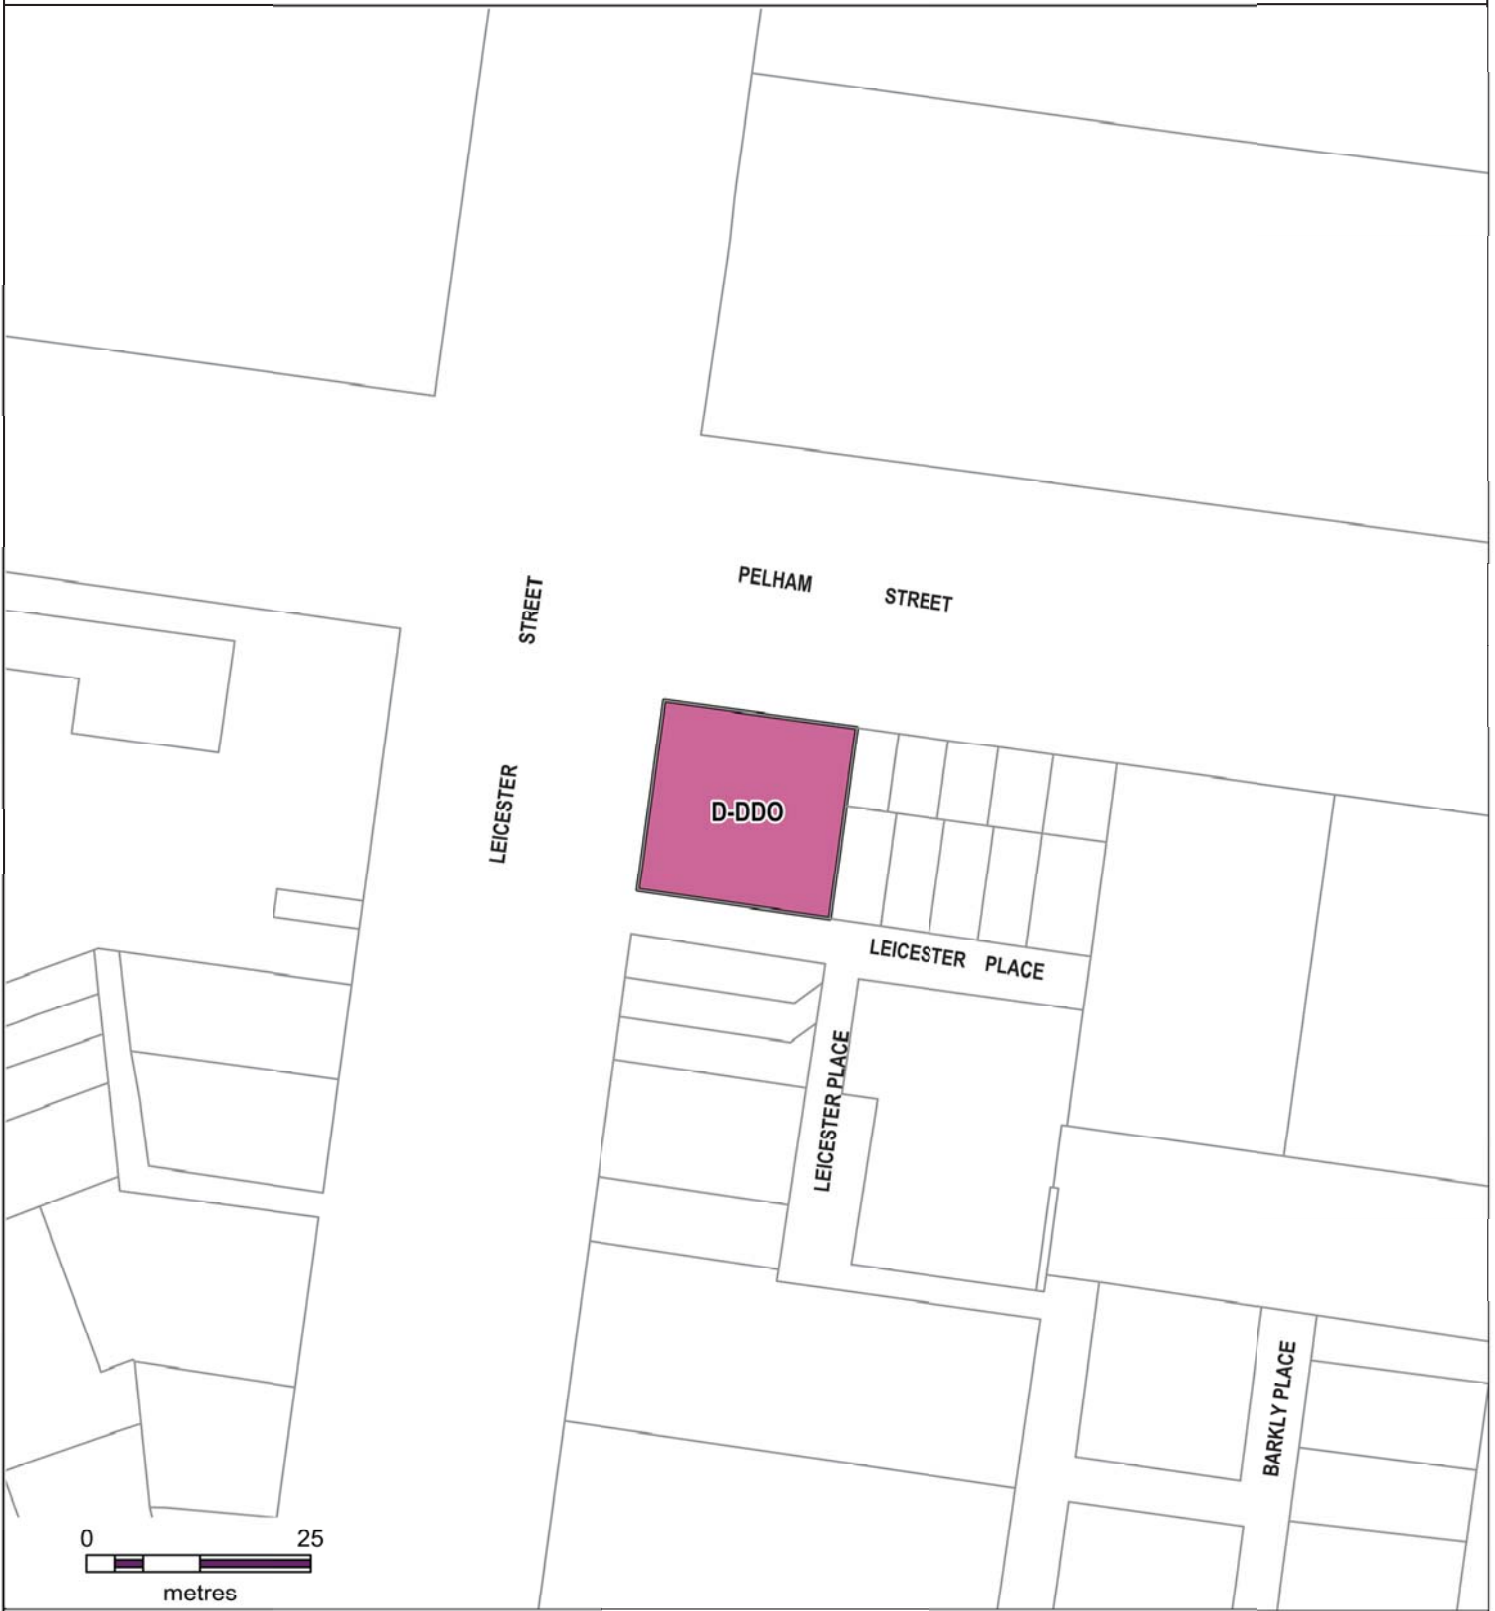 PELHAM STREET
STREET
LEICESTER
D-DDO
LEICESTER PLACE
LEICESTER PLACE
BARKLY PLACE
0 25
metres